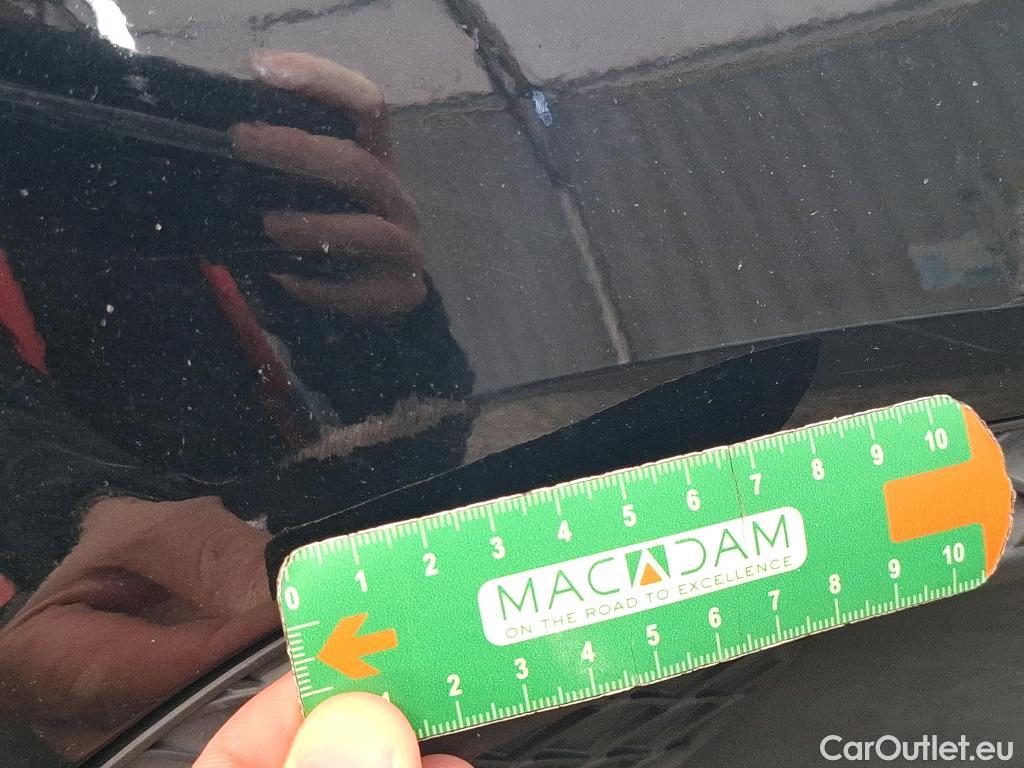 0 1 2 3 4 5 6 7 8 9 10
MACADAM
ON THE ROAD TO EXCELLENCE
2 3 4 5 6 7 8 9 10
CarOutlet.eu